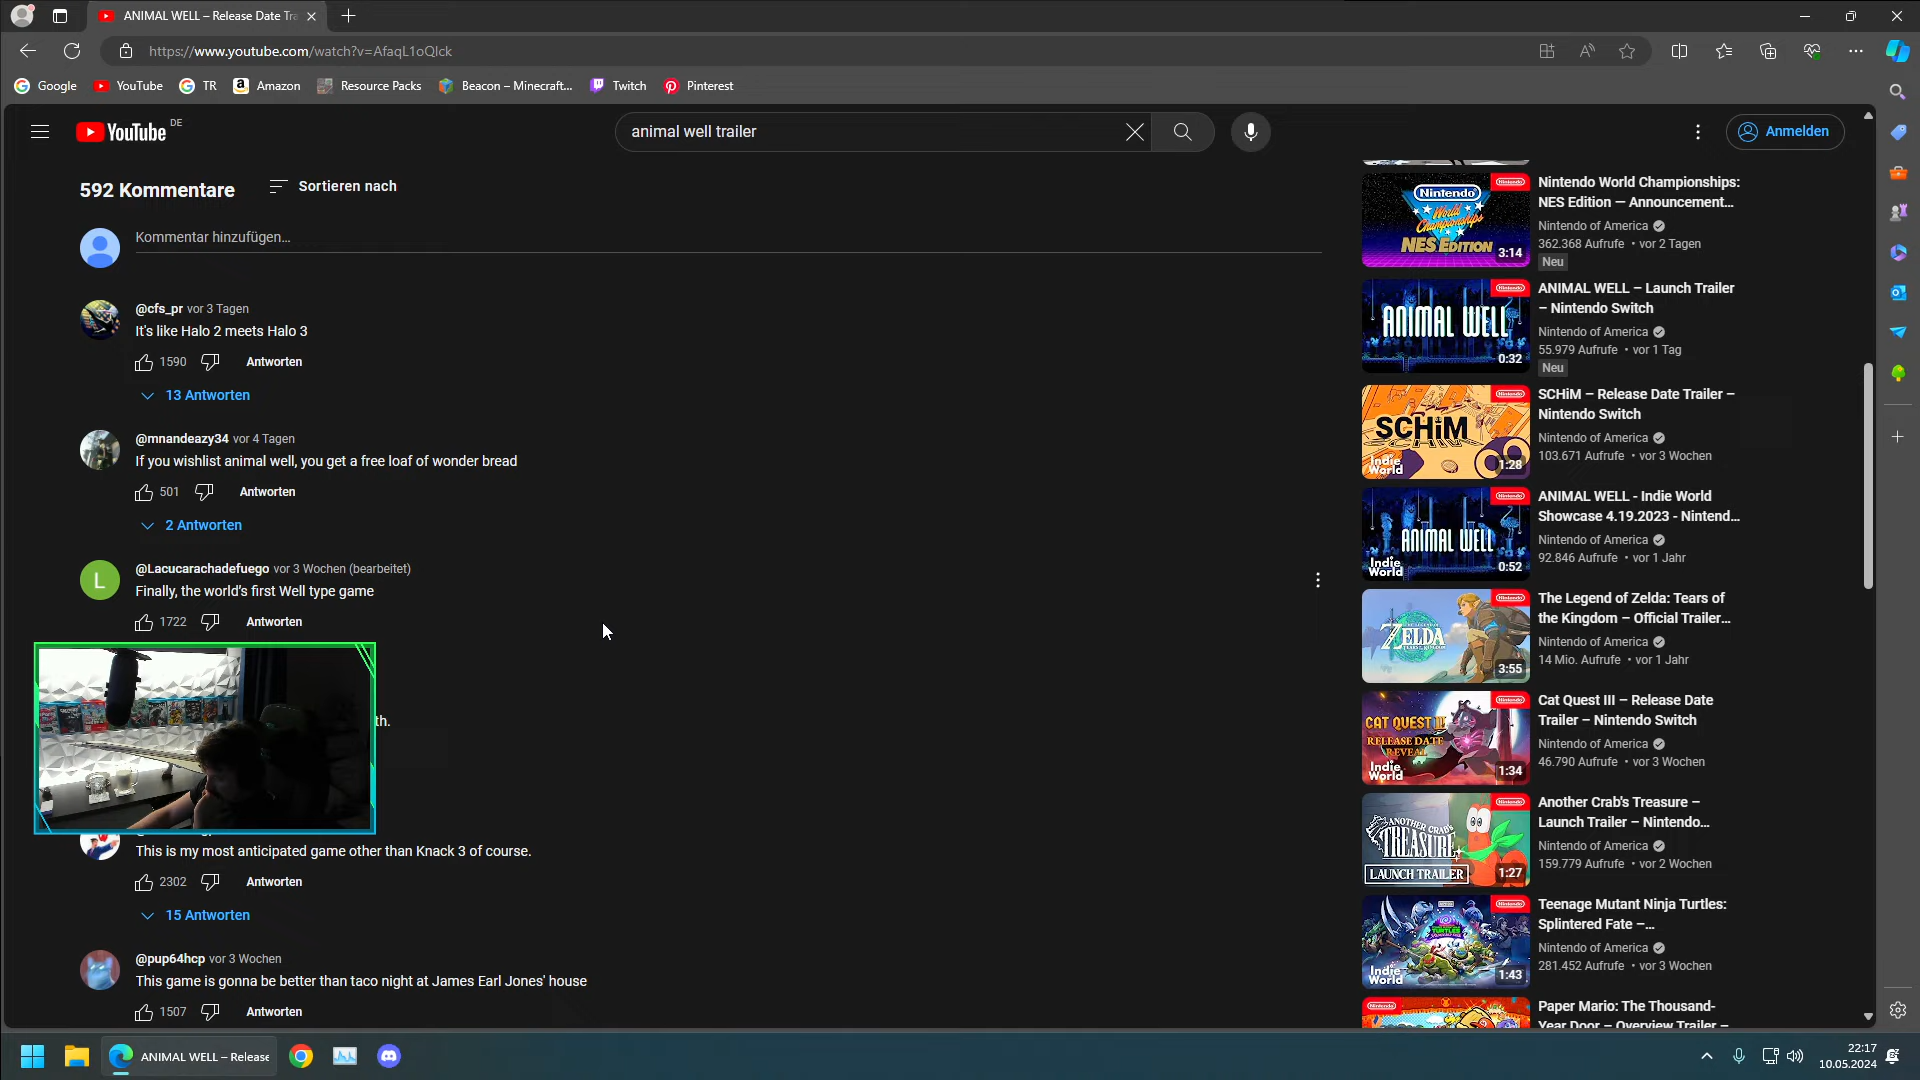 ANIMAL WELL – Release Date Tra
https://www.youtube.com/watch?v=AfaqL1oQlck
Google
YouTube
TR
Amazon
Resource Packs
Beacon – Minecraft...
Twitch
Pinterest
YouTube DE
animal well trailer
Anmelden
592 Kommentare
Sortieren nach
Kommentar hinzufügen...
@cfs_pr vor 3 Tagen
It's like Halo 2 meets Halo 3
1590
Antworten
13 Antworten
@mnandeazy34 vor 4 Tagen
If you wishlist animal well, you get a free loaf of wonder bread
501
Antworten
2 Antworten
L
@Lacucarachadefuego vor 3 Wochen (bearbeitet)
Finally, the world's first Well type game
1722
Antworten
th.
This is my most anticipated game other than Knack 3 of course.
2302
Antworten
15 Antworten
@pup64hcp vor 3 Wochen
This game is gonna be better than taco night at James Earl Jones' house
1507
Antworten
Nintendo
Nintendo
World
Championships
NES EDITION
3:14
Nintendo World Championships:
NES Edition — Announcement...
Nintendo of America
362.368 Aufrufe • vor 2 Tagen
Neu
Nintendo
ANIMAL WELL
0:32
ANIMAL WELL – Launch Trailer
– Nintendo Switch
Nintendo of America
55.979 Aufrufe • vor 1 Tag
Neu
Nintendo
SCHiM
Indie
World
1:28
SCHiM – Release Date Trailer –
Nintendo Switch
Nintendo of America
103.671 Aufrufe • vor 3 Wochen
Nintendo
ANIMAL WELL
Indie
World
0:52
ANIMAL WELL - Indie World
Showcase 4.19.2023 - Nintend...
Nintendo of America
92.846 Aufrufe • vor 1 Jahr
Nintendo
ZELDA
3:55
The Legend of Zelda: Tears of
the Kingdom – Official Trailer...
Nintendo of America
14 Mio. Aufrufe • vor 1 Jahr
Nintendo
CAT QUEST III
RELEASE DATE
REVEAL
Indie
World
1:34
Cat Quest III – Release Date
Trailer – Nintendo Switch
Nintendo of America
46.790 Aufrufe • vor 3 Wochen
Nintendo
ANOTHER CRAB'S
TREASURE
LAUNCH TRAILER
1:27
Another Crab's Treasure –
Launch Trailer – Nintendo...
Nintendo of America
159.779 Aufrufe • vor 2 Wochen
Nintendo
TURTLES
Indie
World
1:43
Teenage Mutant Ninja Turtles:
Splintered Fate –...
Nintendo of America
281.452 Aufrufe • vor 3 Wochen
Nintendo
Paper Mario: The Thousand-
Year Door – Overview Trailer –
ANIMAL WELL – Release
22:17
10.05.2024